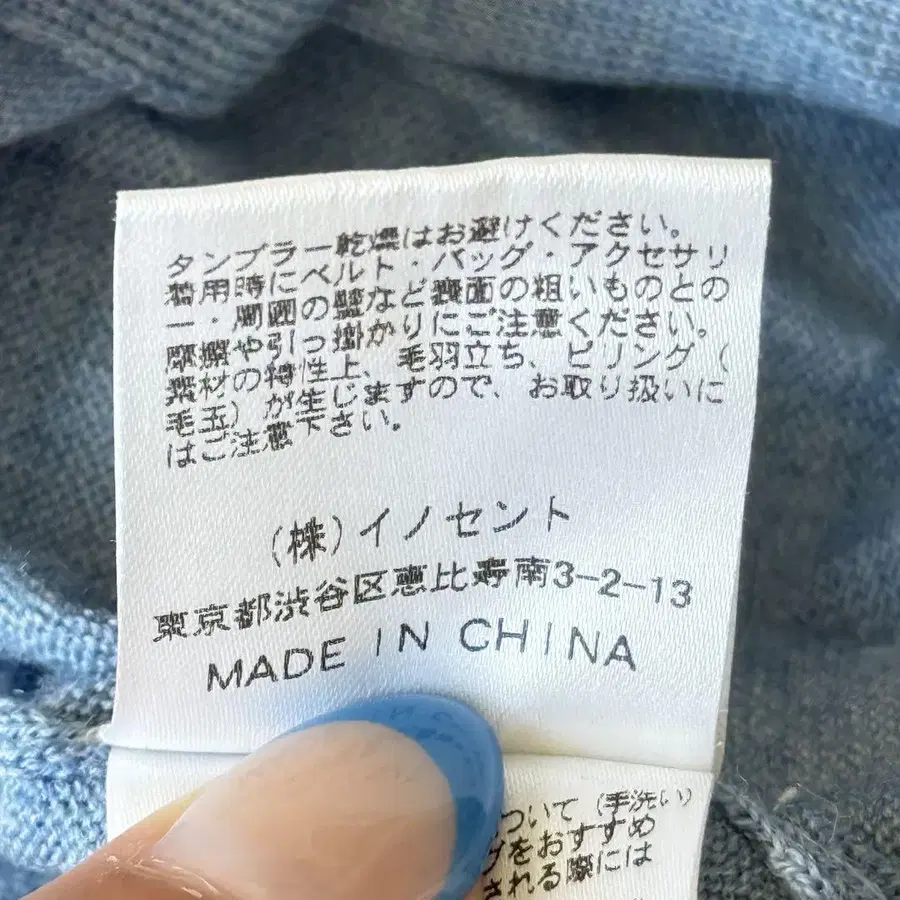 タンブラー乾燥はお避けください。
着用時にベルト・バッグ・アクセサリ
ー・周囲の壁など表面の粗いものとの
摩擦や引っ掛かりにご注意ください。
素材の特性上、毛羽立ち、ピリング（
毛玉）が生じますので、お取り扱いに
はご注意下さい。
(株)イノセント
東京都渋谷区恵比寿南3-2-13
MADE IN CHINA
ついて（手洗い）
をおすすめ
される際には